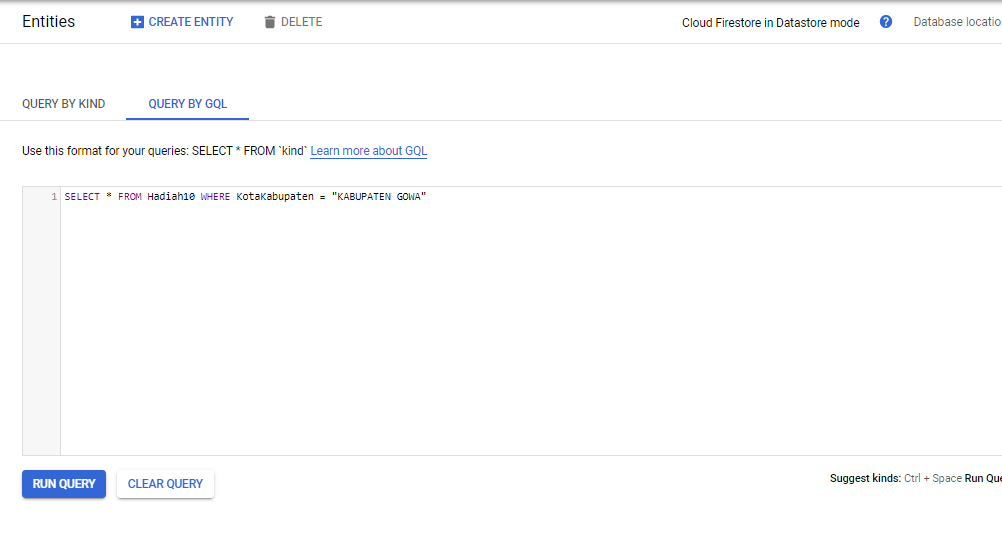 Entities CREATE ENTITY DELETE Cloud Firestore in Datastore mode ? Database locatio
QUERY BY KIND QUERY BY GQL
Use this format for your queries: SELECT * FROM `kind` Learn more about GQL
1 SELECT * FROM Hadiah10 WHERE KotaKabupaten = "KABUPATEN GOWA"
RUN QUERY CLEAR QUERY Suggest kinds: Ctrl + Space Run Que